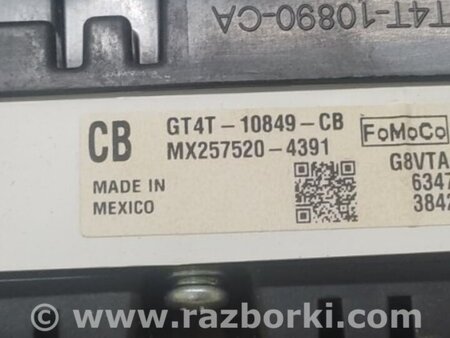 T4T-10890-CA
CB
GT4T-10849-CB
MX257520-4391
FoMoCo
G8VTA
MADE IN
MEXICO
6347
3842
© www.razborki.com